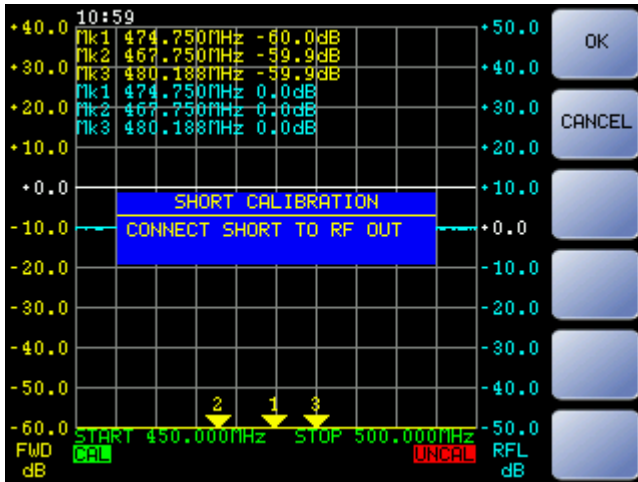 10:59
+40.0
+30.0
+20.0
+10.0
+0.0
-10.0
-20.0
-30.0
-40.0
-50.0
-60.0
FWD
dB
Mk1 474.750MHz -60.0dB
Mk2 467.750MHz -59.9dB
Mk3 480.188MHz -59.9dB
Mk1 474.750MHz 0.0dB
Mk2 467.750MHz 0.0dB
Mk3 480.188MHz 0.0dB
SHORT CALIBRATION
CONNECT SHORT TO RF OUT
2 1 3
START 450.000MHz STOP 500.000MHz
CAL UNCAL
+50.0
+40.0
+30.0
+20.0
+10.0
+0.0
-10.0
-20.0
-30.0
-40.0
-50.0
RFL
dB
OK
CANCEL